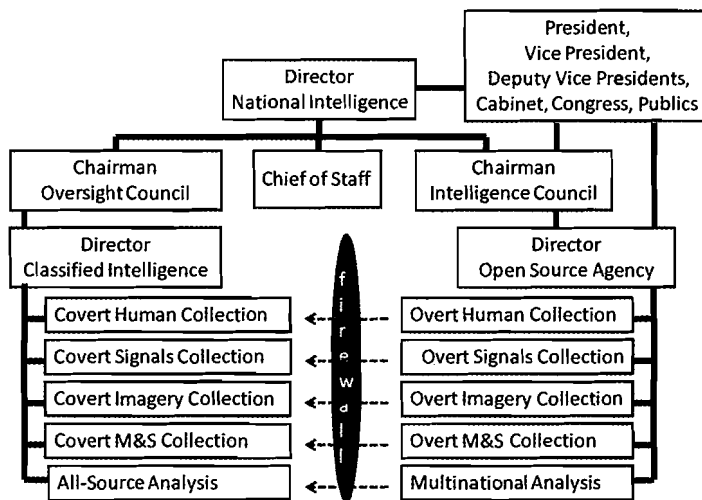 President,
Vice President,
Deputy Vice Presidents,
Cabinet, Congress, Publics
Director
National Intelligence
Chairman
Oversight Council
Chief of Staff
Chairman
Intelligence Council
Director
Classified Intelligence
Director
Open Source Agency
firewall
Covert Human Collection
Overt Human Collection
Covert Signals Collection
Overt Signals Collection
Covert Imagery Collection
Overt Imagery Collection
Covert M&S Collection
Overt M&S Collection
All-Source Analysis
Multinational Analysis